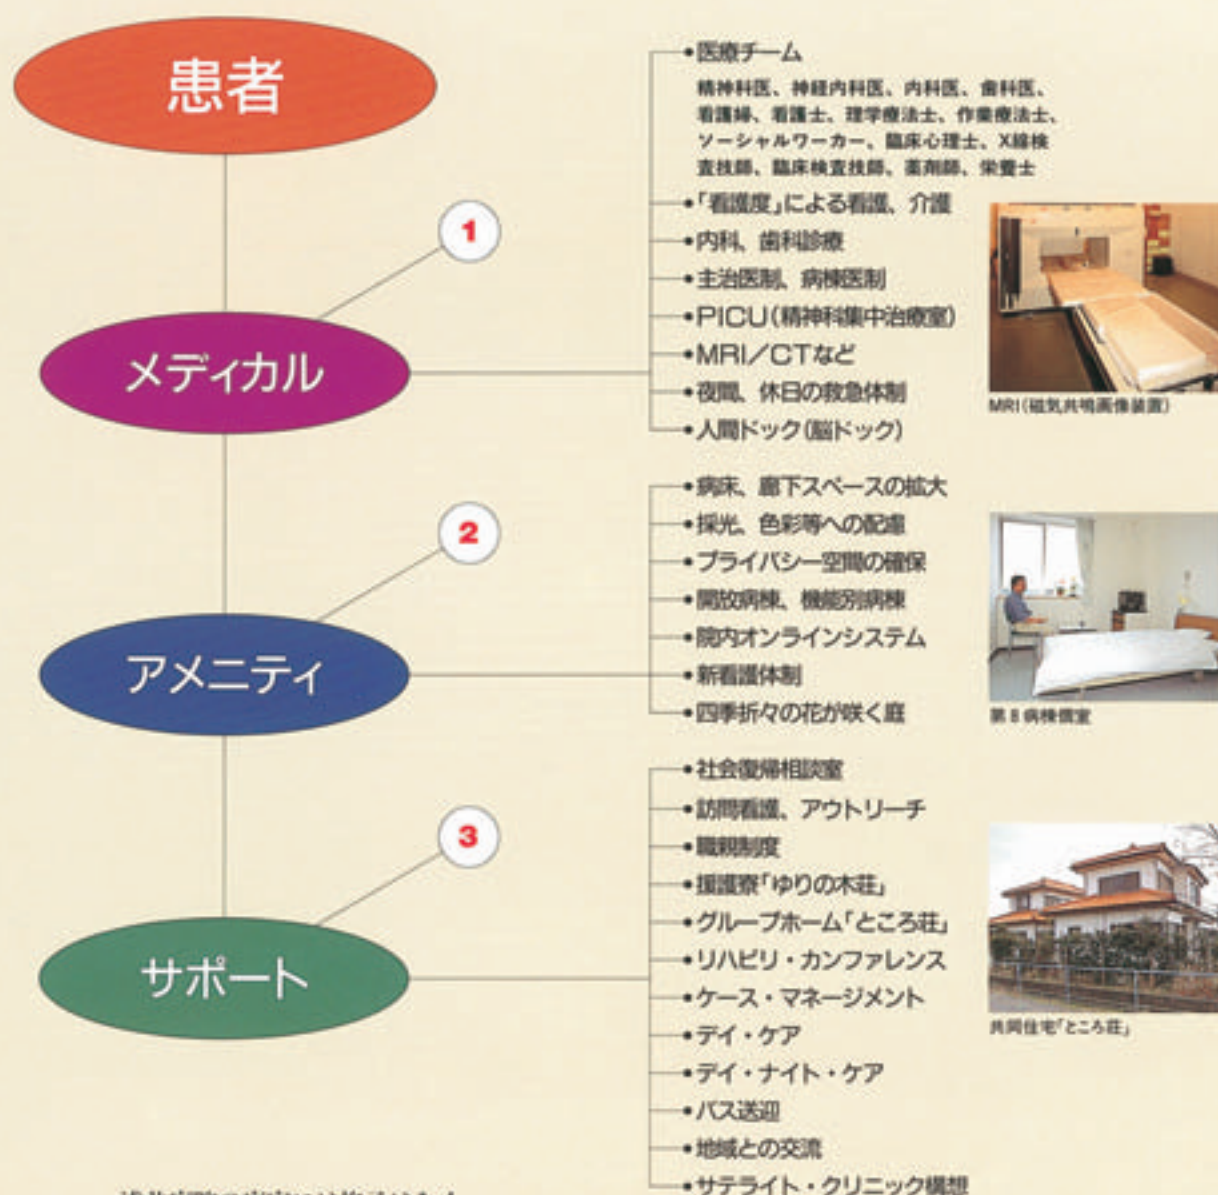 患者
1
メディカル
2
アメニティ
3
サポート
•医療チーム
精神科医、神経内科医、内科医、歯科医、
看護婦、看護士、理学療法士、作業療法士、
ソーシャルワーカー、臨床心理士、X線検
査技師、臨床検査技師、薬剤師、栄養士
•「看護度」による看護、介護
•内科、歯科診療
•主治医制、病棟医制
•PICU(精神科集中治療室)
•MRI／CTなど
•夜間、休日の救急体制
•人間ドック(脳ドック)
MRI(磁気共鳴画像装置)
•病床、廊下スペースの拡大
•採光、色彩等への配慮
•プライバシー空間の確保
•開放病棟、機能別病棟
•院内オンラインシステム
•新看護体制
•四季折々の花が咲く庭
第8病棟個室
•社会復帰相談室
•訪問看護、アウトリーチ
•職親制度
•援護寮「ゆりの木荘」
•グループホーム「ところ荘」
•リハビリ・カンファレンス
•ケース・マネージメント
•デイ・ケア
•デイ・ナイト・ケア
•バス送迎
•地域との交流
•サテライト・クリニック構想
共同住宅「ところ荘」